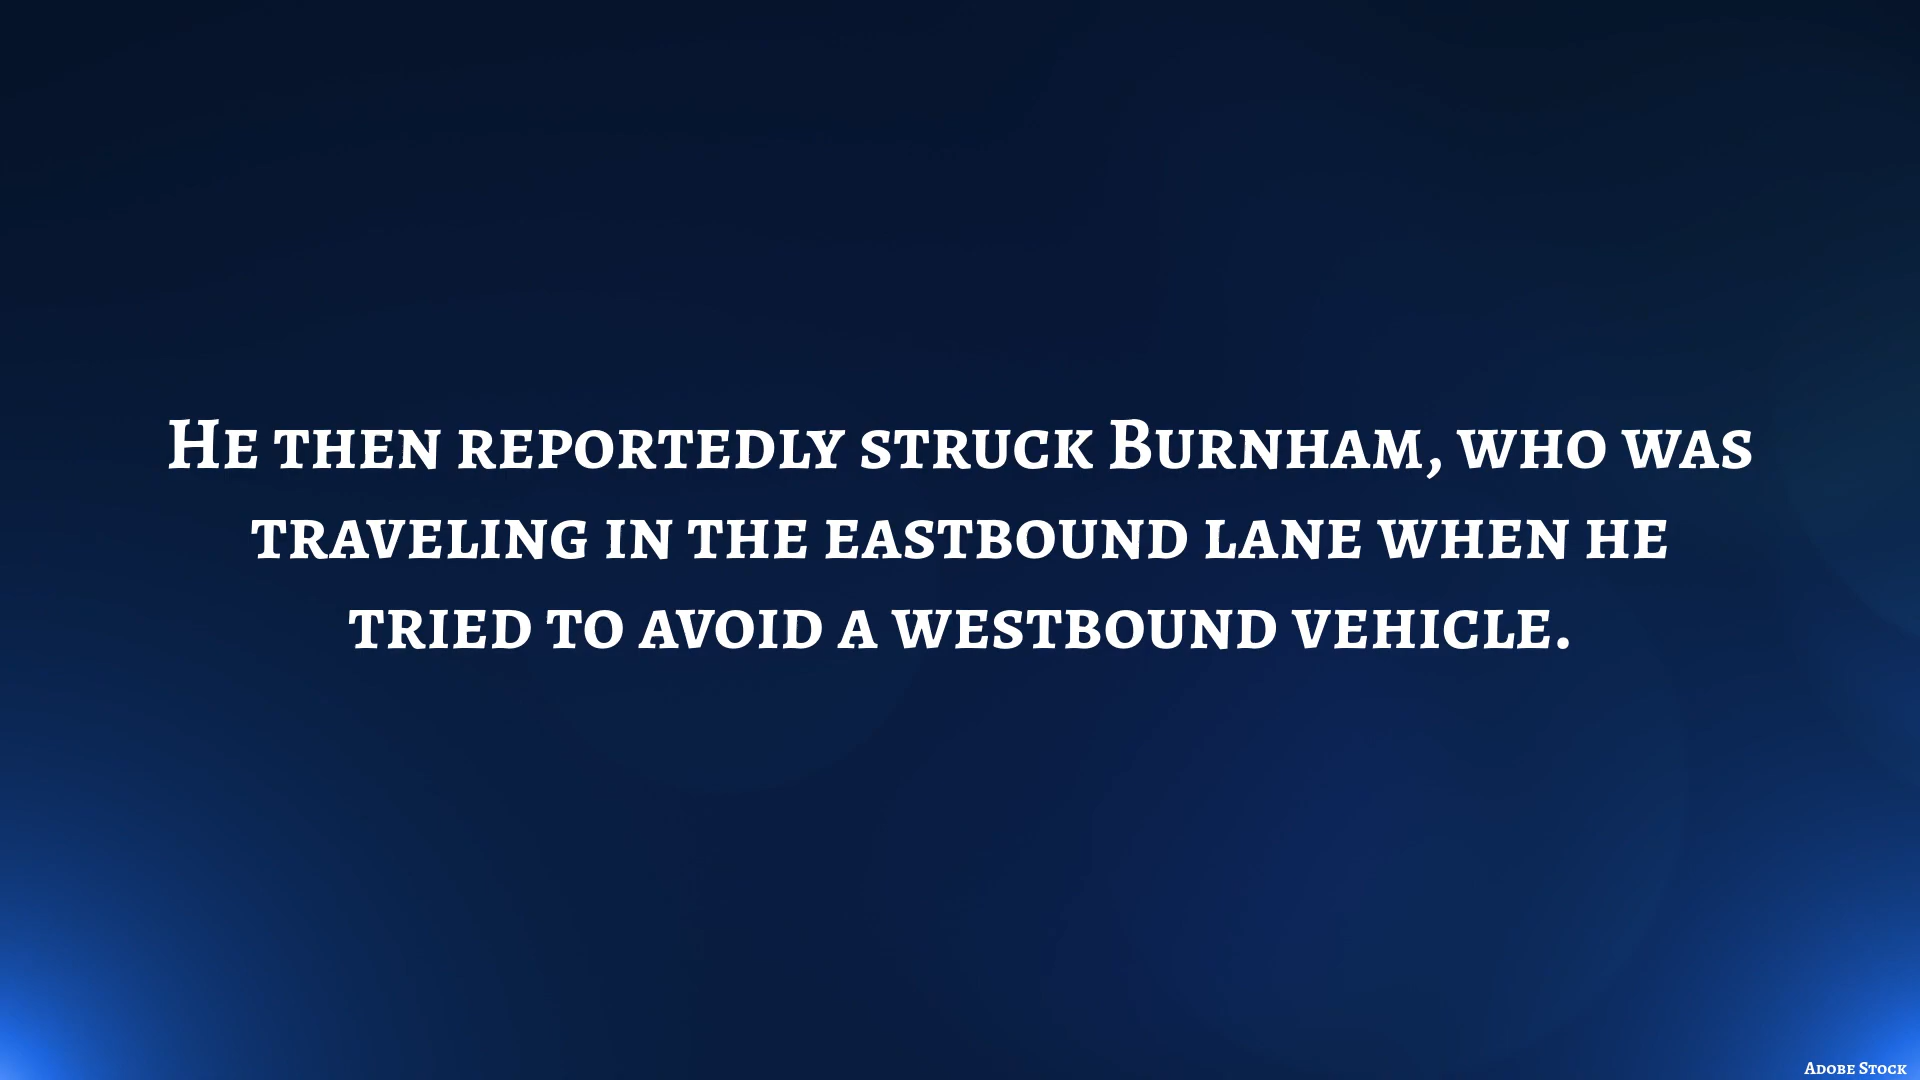 He then reportedly struck Burnham, who was
traveling in the eastbound lane when he
tried to avoid a westbound vehicle.
Adobe Stock